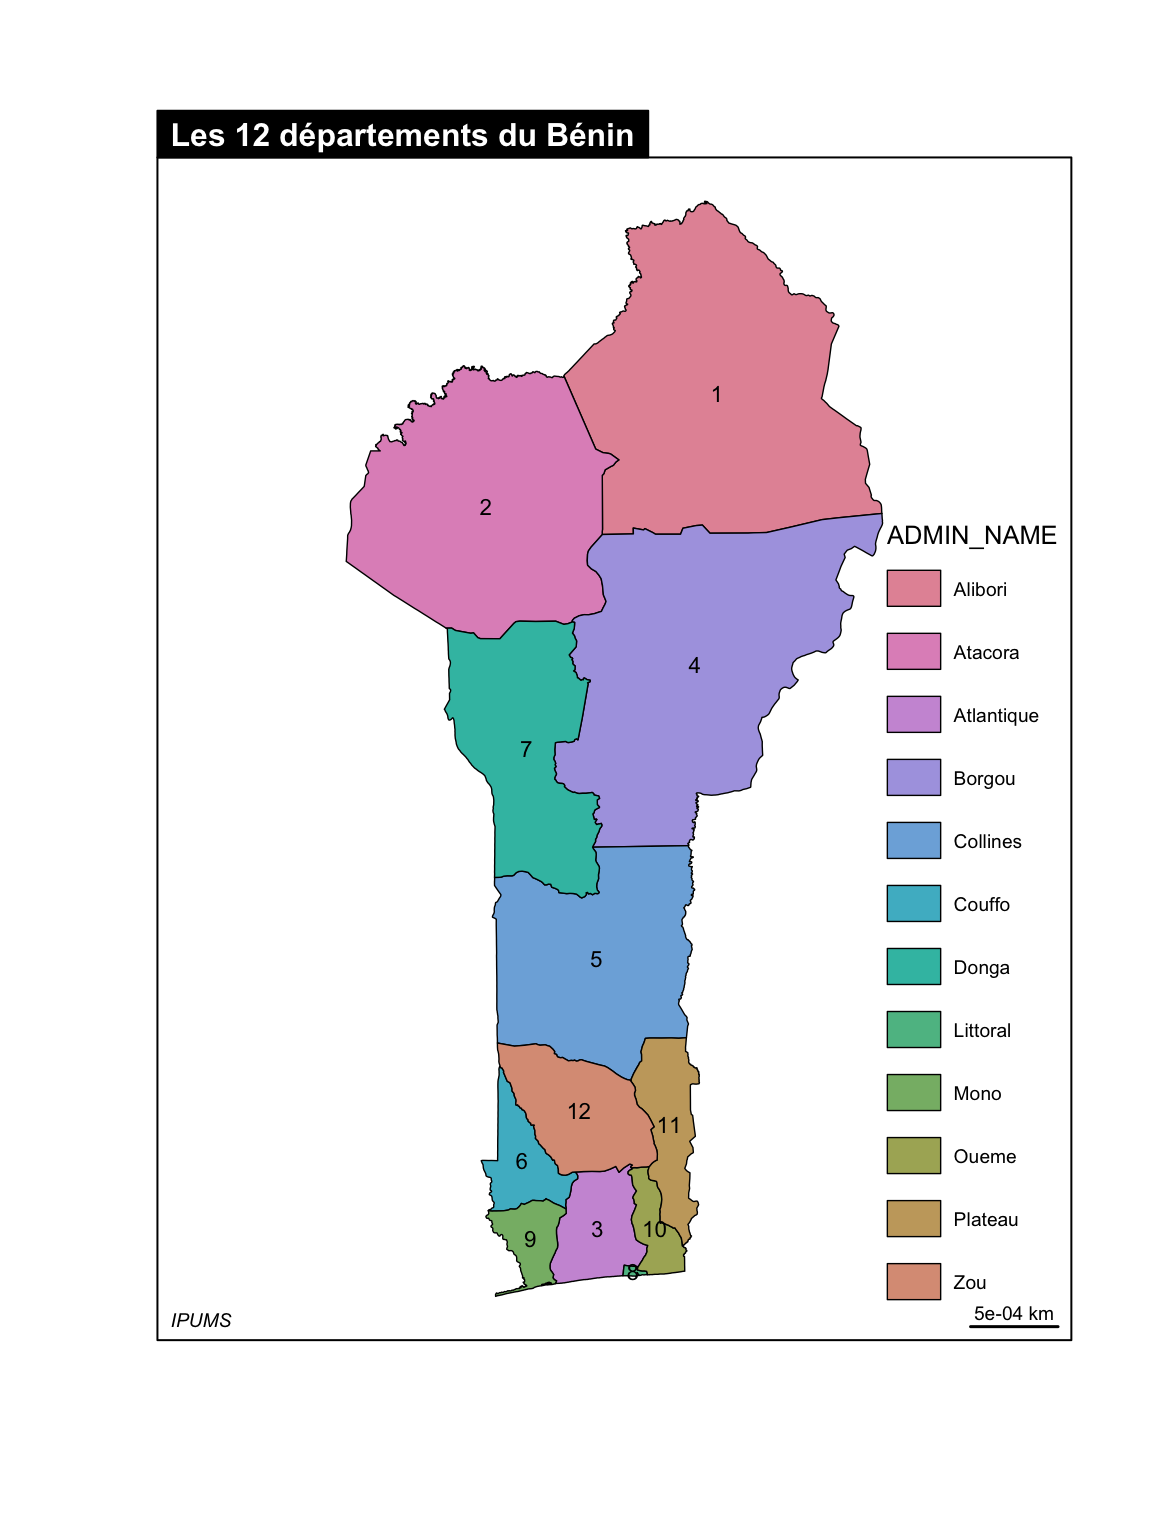 Les 12 départements du Bénin
1
2
4
7
5
12
11
6
3
10
9
8
ADMIN_NAME
Alibori
Atacora
Atlantique
Borgou
Collines
Couffo
Donga
Littoral
Mono
Oueme
Plateau
Zou
5e-04 km
IPUMS